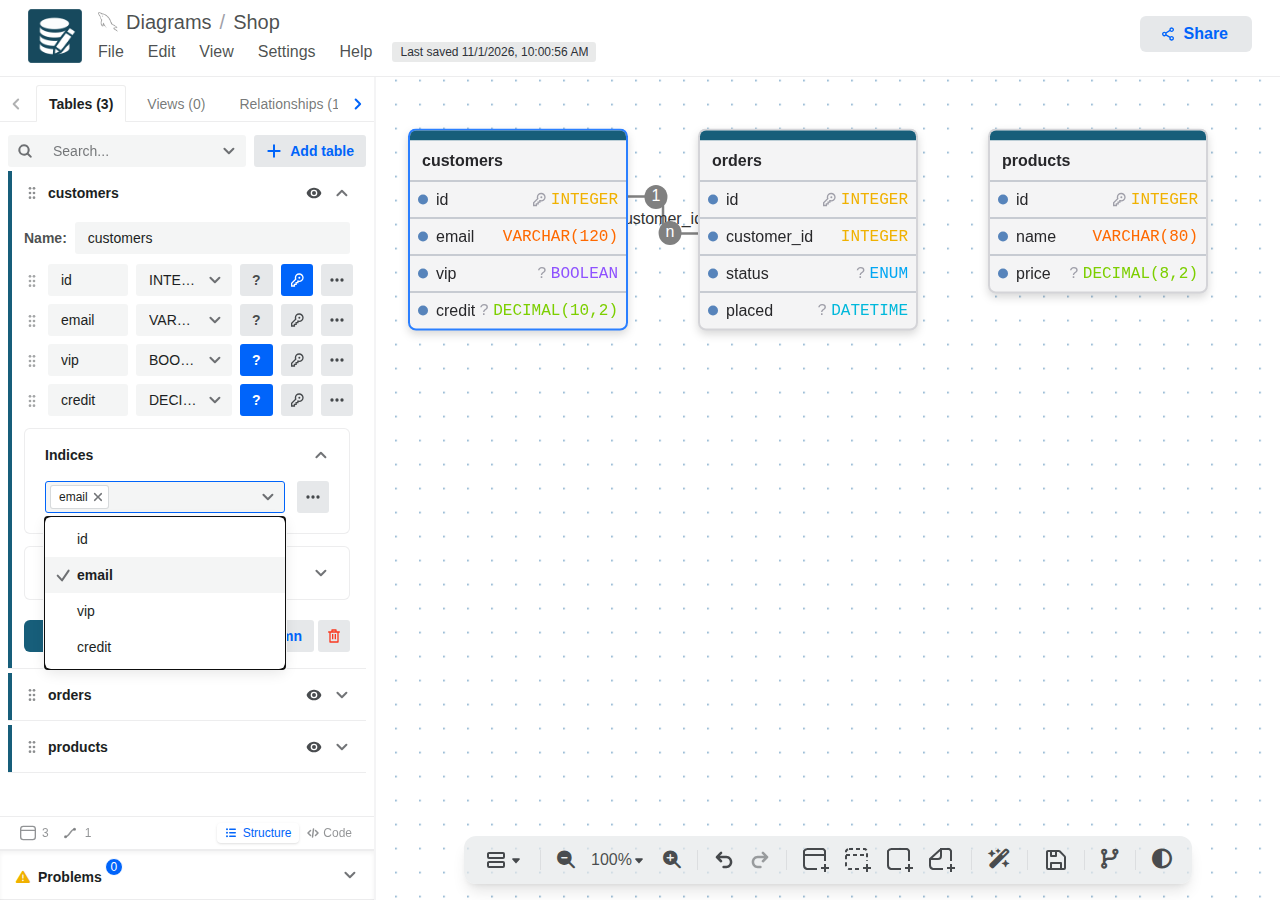 Diagrams / Shop
File Edit View Settings Help Last saved 11/1/2026, 10:00:56 AM
Share
Tables (3) Views (0) Relationships (1
Search... Add table
customers
Name: customers
id INTE… ?
email VAR… ?
vip BOO… ?
credit DECI… ?
Indices
email
id
email
vip
credit
orders
products
3 1 Structure Code
Problems 0
customers
id INTEGER
email VARCHAR(120)
vip ? BOOLEAN
credit ? DECIMAL(10,2)
1
n
orders
id INTEGER
customer_id INTEGER
status ? ENUM
placed ? DATETIME
products
id INTEGER
name VARCHAR(80)
price ? DECIMAL(8,2)
100%